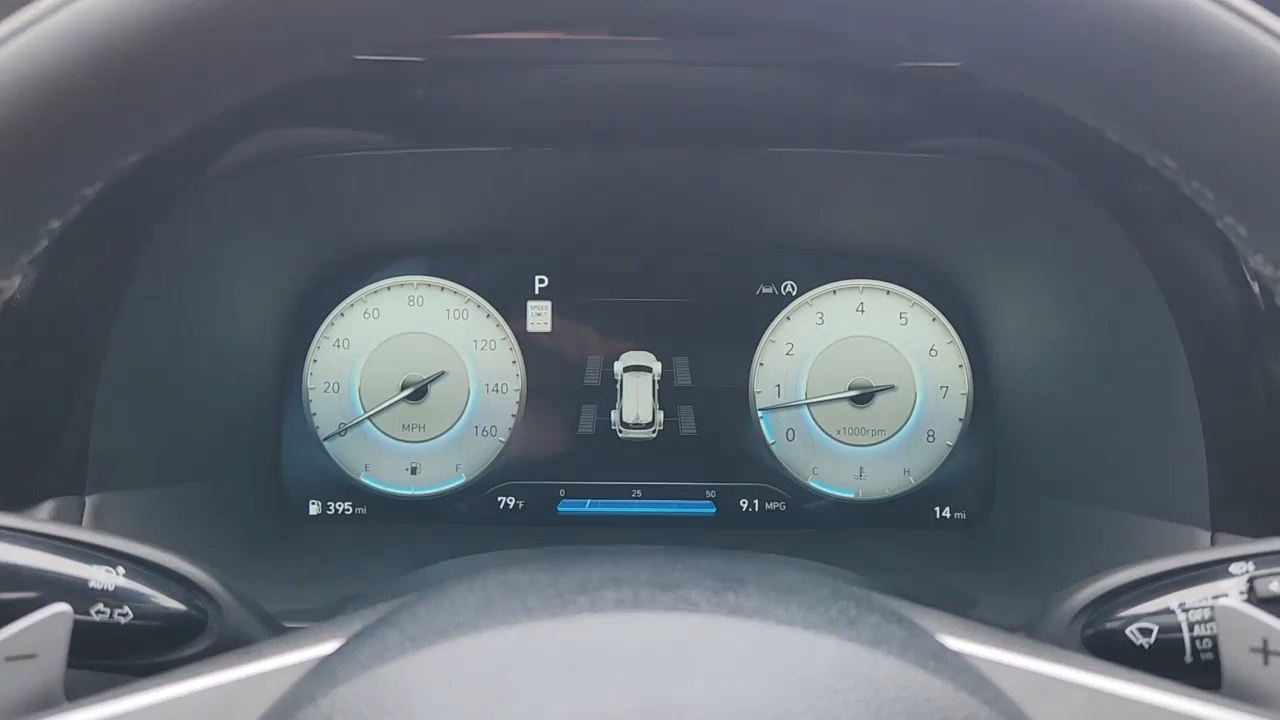 P
SPEED
LIMIT
80
60 100
40 120
20 140
0 160
MPH
E F
4
3 5
2 6
1 7
0 8
x1000rpm
C H
395 mi
79°F
0 25 50
9.1 MPG
14 mi
AUTO
OFF
AUTO
LO